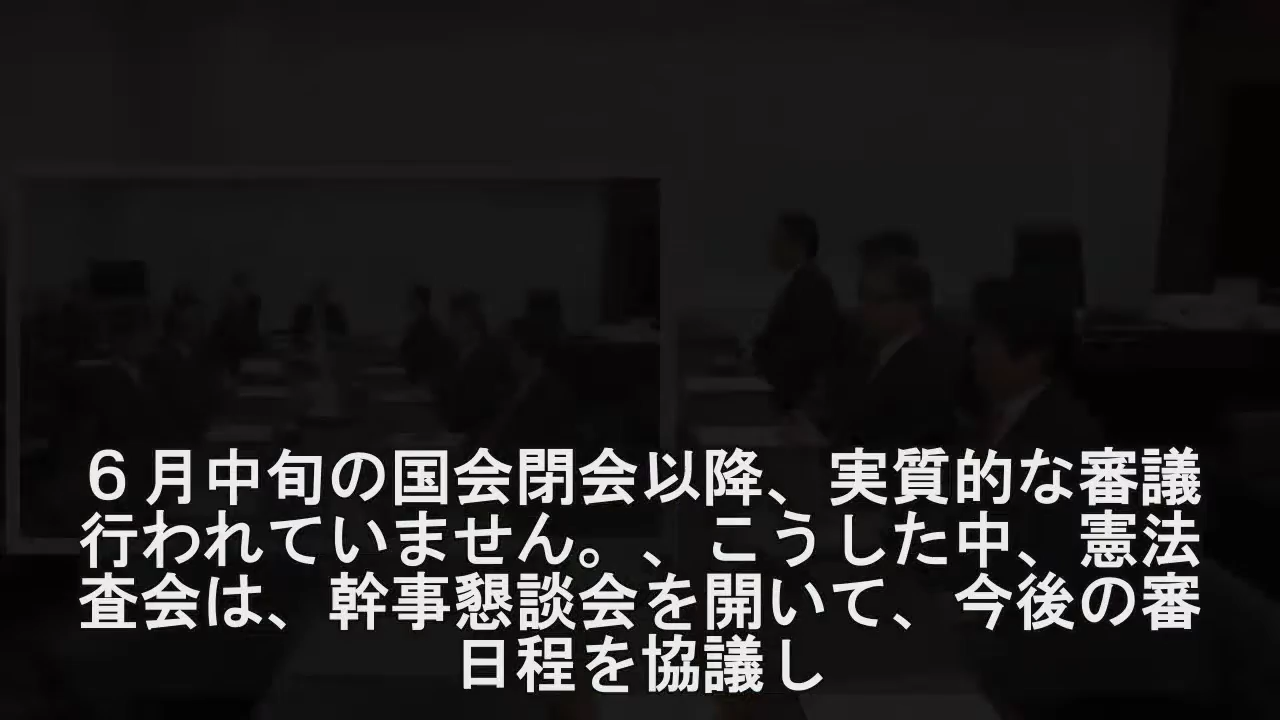 ６月中旬の国会閉会以降、実質的な審議
行われていません。、こうした中、憲法
査会は、幹事懇談会を開いて、今後の審
日程を協議し